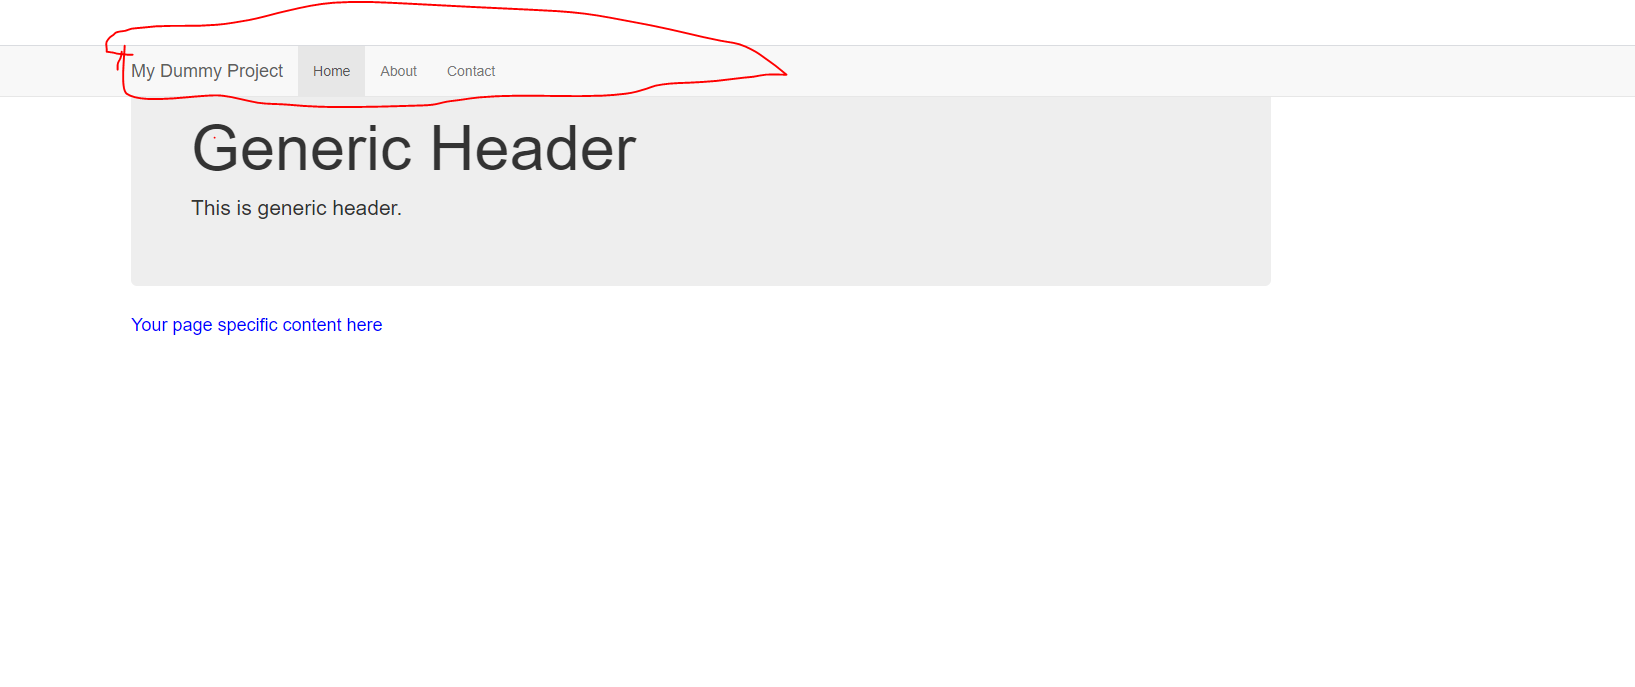 My Dummy Project Home About Contact
Generic Header
This is generic header.
Your page specific content here